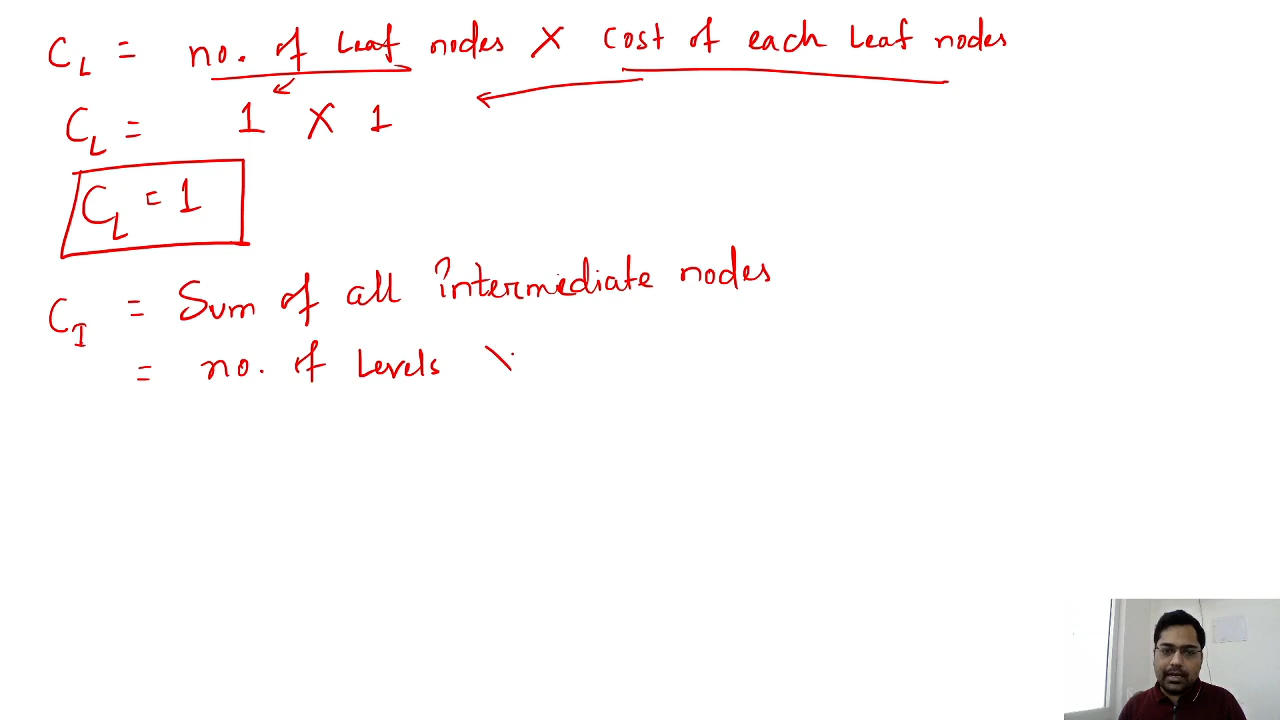 C_L = no. of Leaf nodes X Cost of each Leaf nodes
C_L = 1 X 1
C_L = 1
C_I = Sum of all Intermediate nodes
= no. of Levels